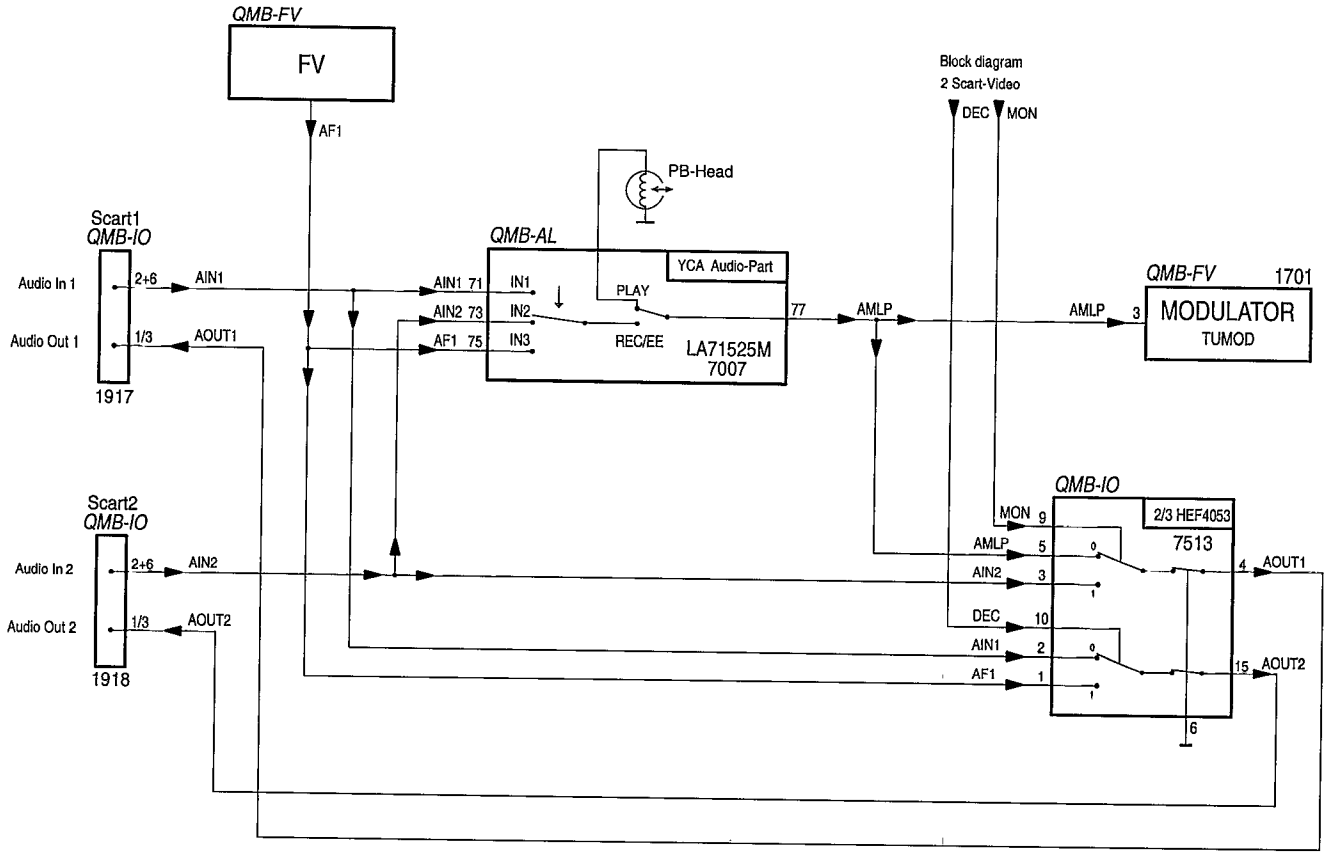 QMB-FV
FV
AF1
Block diagram
2 Scart-Video
DEC MON
PB-Head
Scart1
QMB-IO
Audio In 1
2+6
AIN1
Audio Out 1
1/3
AOUT1
1917
QMB-AL
YCA Audio-Part
AIN1 71 IN1
AIN2 73 IN2
AF1 75 IN3
PLAY
REC/EE
LA71525M
7007
77
AMLP
AMLP
3
QMB-FV
1701
MODULATOR
TUMOD
Scart2
QMB-IO
Audio In 2
2+6
AIN2
Audio Out 2
1/3
AOUT2
1918
QMB-IO
2/3 HEF4053
7513
MON 9
AMLP 5 0
AIN2 3 1
4 AOUT1
DEC 10
AIN1 2 0
AF1 1 1
15 AOUT2
6